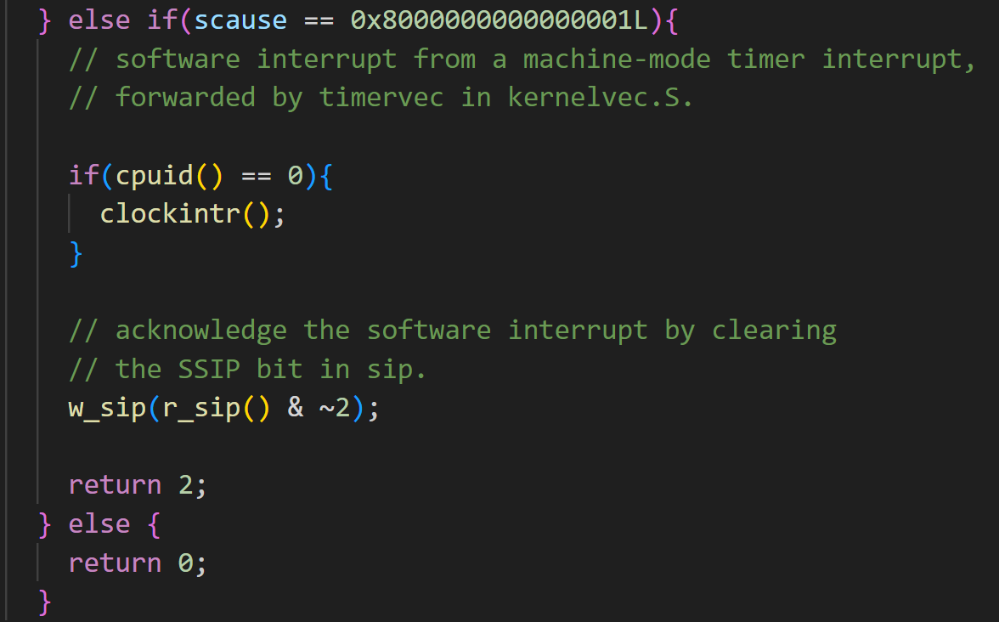 } else if(scause == 0x8000000000000001L){
// software interrupt from a machine-mode timer interrupt,
// forwarded by timervec in kernelvec.S.
if(cpuid() == 0){
clockintr();
}
// acknowledge the software interrupt by clearing
// the SSIP bit in sip.
w_sip(r_sip() & ~2);
return 2;
} else {
return 0;
}